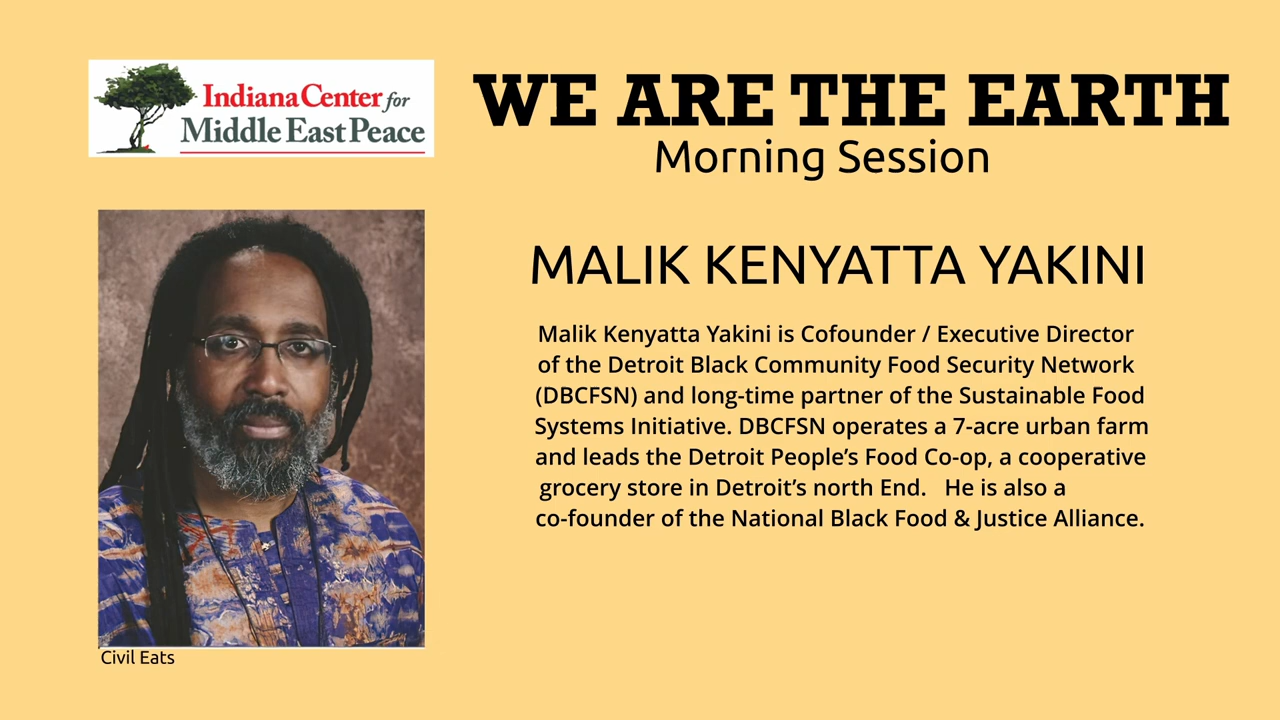 Indiana Center for
Middle East Peace
WE ARE THE EARTH
Morning Session
MALIK KENYATTA YAKINI
Malik Kenyatta Yakini is Cofounder / Executive Director
of the Detroit Black Community Food Security Network
(DBCFSN) and long-time partner of the Sustainable Food
Systems Initiative. DBCFSN operates a 7-acre urban farm
and leads the Detroit People’s Food Co-op, a cooperative
grocery store in Detroit’s north End.   He is also a
co-founder of the National Black Food & Justice Alliance.
Civil Eats